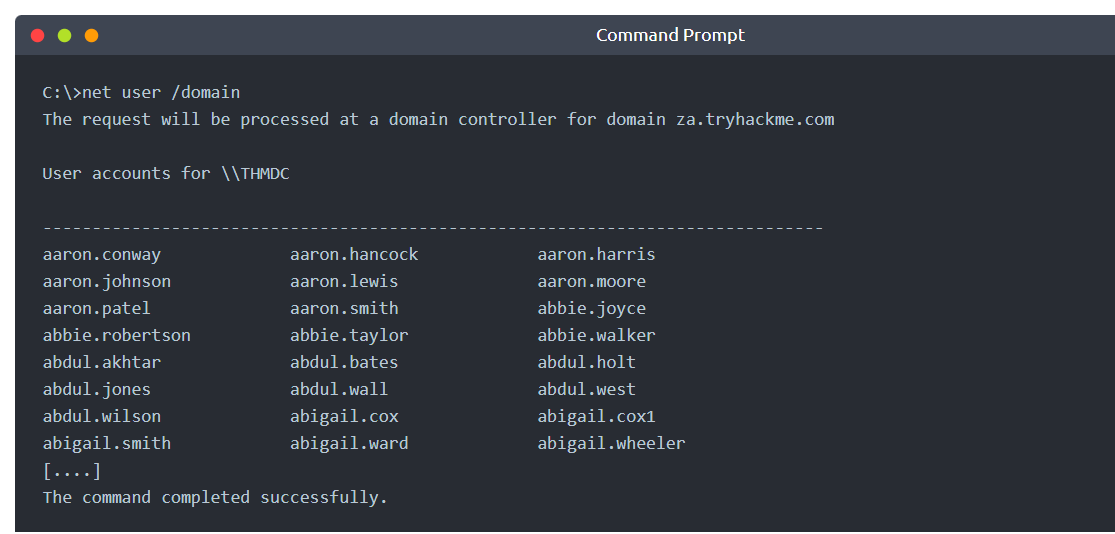 Command Prompt
C:\>net user /domain
The request will be processed at a domain controller for domain za.tryhackme.com
User accounts for \\THMDC
-------------------------------------------------------------------------------
aaron.conway             aaron.hancock            aaron.harris
aaron.johnson            aaron.lewis              aaron.moore
aaron.patel              aaron.smith              abbie.joyce
abbie.robertson          abbie.taylor             abbie.walker
abdul.akhtar             abdul.bates              abdul.holt
abdul.jones              abdul.wall               abdul.west
abdul.wilson             abigail.cox              abigail.cox1
abigail.smith            abigail.ward             abigail.wheeler
[....]
The command completed successfully.